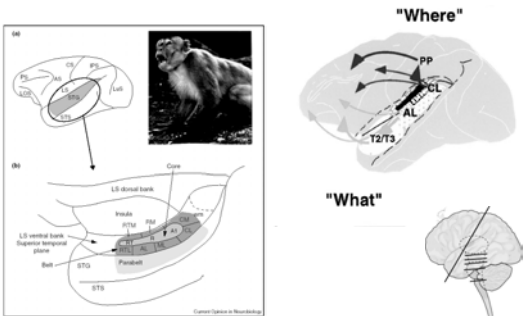 (a)
CS
IPS
AS
PS
LS
STG
LuS
LOS
STS
(b)
Core
LS dorsal bank
Insula
RM
RTM
CM
CL
A1
R
LS ventral bank
Superior temporal
plane
RT
RTL
AL
ML
Belt
Parabelt
STG
STS
Current Opinion in Neurobiology
"Where"
PP
CL
AL
T2/T3
"What"